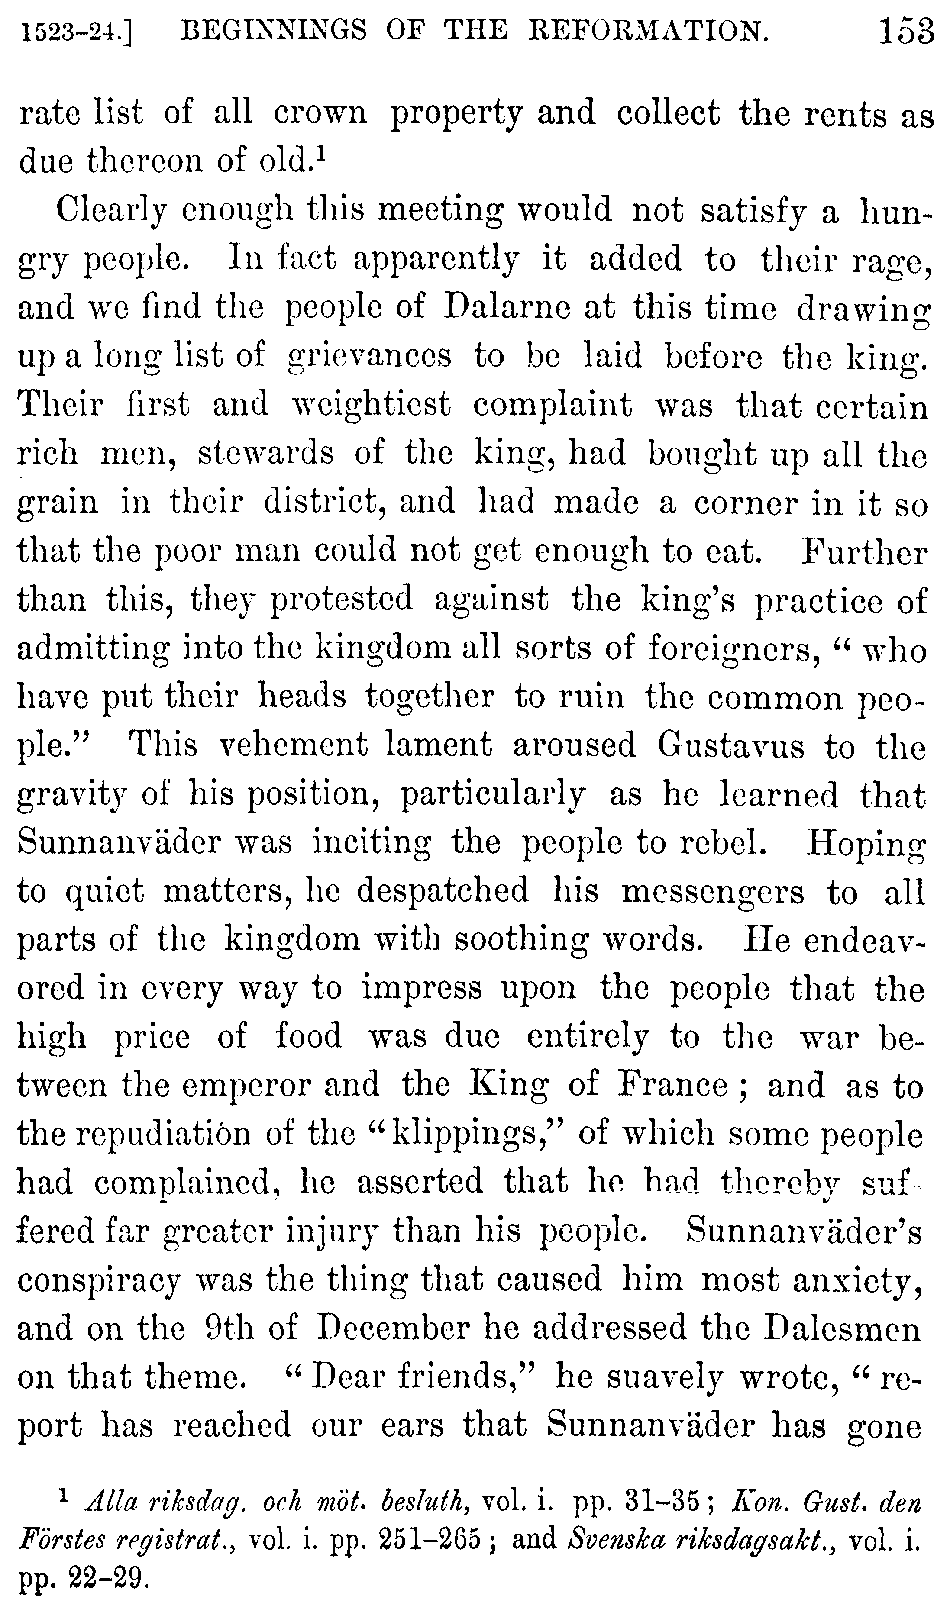 1523-24.] BEGINNINGS OF THE REFORMATION. 153
rate list of all crown property and collect the rents as
due thereon of old.¹
Clearly enough this meeting would not satisfy a hun-
gry people. In fact apparently it added to their rage,
and we find the people of Dalarne at this time drawing
up a long list of grievances to be laid before the king.
Their first and weightiest complaint was that certain
rich men, stewards of the king, had bought up all the
grain in their district, and had made a corner in it so
that the poor man could not get enough to eat. Further
than this, they protested against the king's practice of
admitting into the kingdom all sorts of foreigners, “ who
have put their heads together to ruin the common peo-
ple.” This vehement lament aroused Gustavus to the
gravity of his position, particularly as he learned that
Sunnanväder was inciting the people to rebel. Hoping
to quiet matters, he despatched his messengers to all
parts of the kingdom with soothing words. He endeav-
ored in every way to impress upon the people that the
high price of food was due entirely to the war be-
tween the emperor and the King of France ; and as to
the repudiation of the “klippings,” of which some people
had complained, he asserted that he had thereby suf-
fered far greater injury than his people. Sunnanväder's
conspiracy was the thing that caused him most anxiety,
and on the 9th of December he addressed the Dalesmen
on that theme. “ Dear friends,” he suavely wrote, “ re-
port has reached our ears that Sunnanväder has gone
¹ Alla riksdag. och möt. besluth, vol. i. pp. 31-35 ; Kon. Gust. den
Förstes registrat., vol. i. pp. 251-265 ; and Svenska riksdagsakt., vol. i.
pp. 22-29.